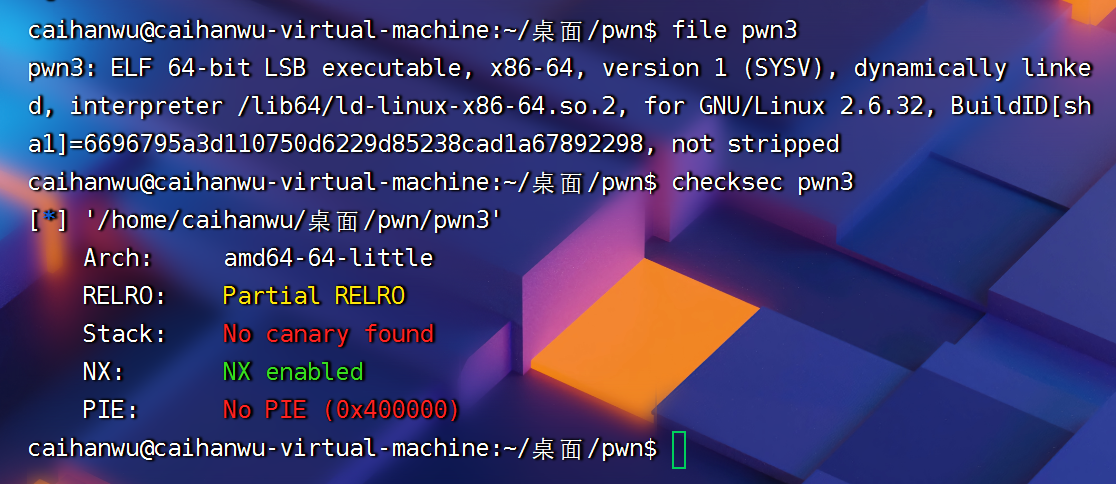 caihanwu@caihanwu-virtual-machine:~/桌面/pwn$ file pwn3
pwn3: ELF 64-bit LSB executable, x86-64, version 1 (SYSV), dynamically linke
d, interpreter /lib64/ld-linux-x86-64.so.2, for GNU/Linux 2.6.32, BuildID[sh
a1]=6696795a3d110750d6229d85238cad1a67892298, not stripped
caihanwu@caihanwu-virtual-machine:~/桌面/pwn$ checksec pwn3
[*] '/home/caihanwu/桌面/pwn/pwn3'
    Arch:     amd64-64-little
    RELRO:    Partial RELRO
    Stack:    No canary found
    NX:       NX enabled
    PIE:      No PIE (0x400000)
caihanwu@caihanwu-virtual-machine:~/桌面/pwn$